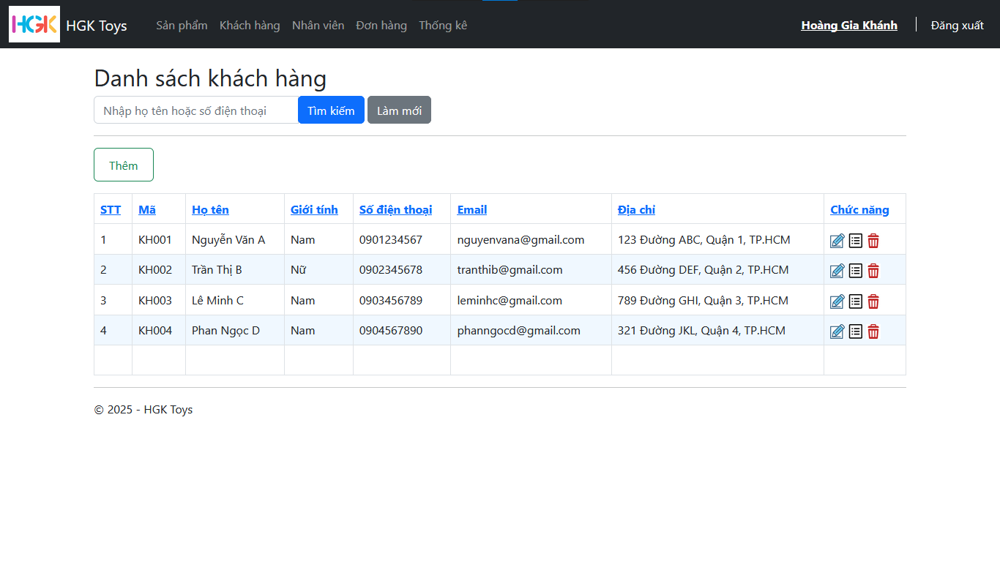 HGK HGK Toys Sản phẩm Khách hàng Nhân viên Đơn hàng Thống kê Hoàng Gia Khánh Đăng xuất
Danh sách khách hàng
Nhập họ tên hoặc số điện thoại Tìm kiếm Làm mới
Thêm
STT Mã Họ tên Giới tính Số điện thoại Email Địa chỉ Chức năng
1 KH001 Nguyễn Văn A Nam 0901234567 nguyenvana@gmail.com 123 Đường ABC, Quận 1, TP.HCM
2 KH002 Trần Thị B Nữ 0902345678 tranthib@gmail.com 456 Đường DEF, Quận 2, TP.HCM
3 KH003 Lê Minh C Nam 0903456789 leminhc@gmail.com 789 Đường GHI, Quận 3, TP.HCM
4 KH004 Phan Ngọc D Nam 0904567890 phanngocd@gmail.com 321 Đường JKL, Quận 4, TP.HCM
© 2025 - HGK Toys